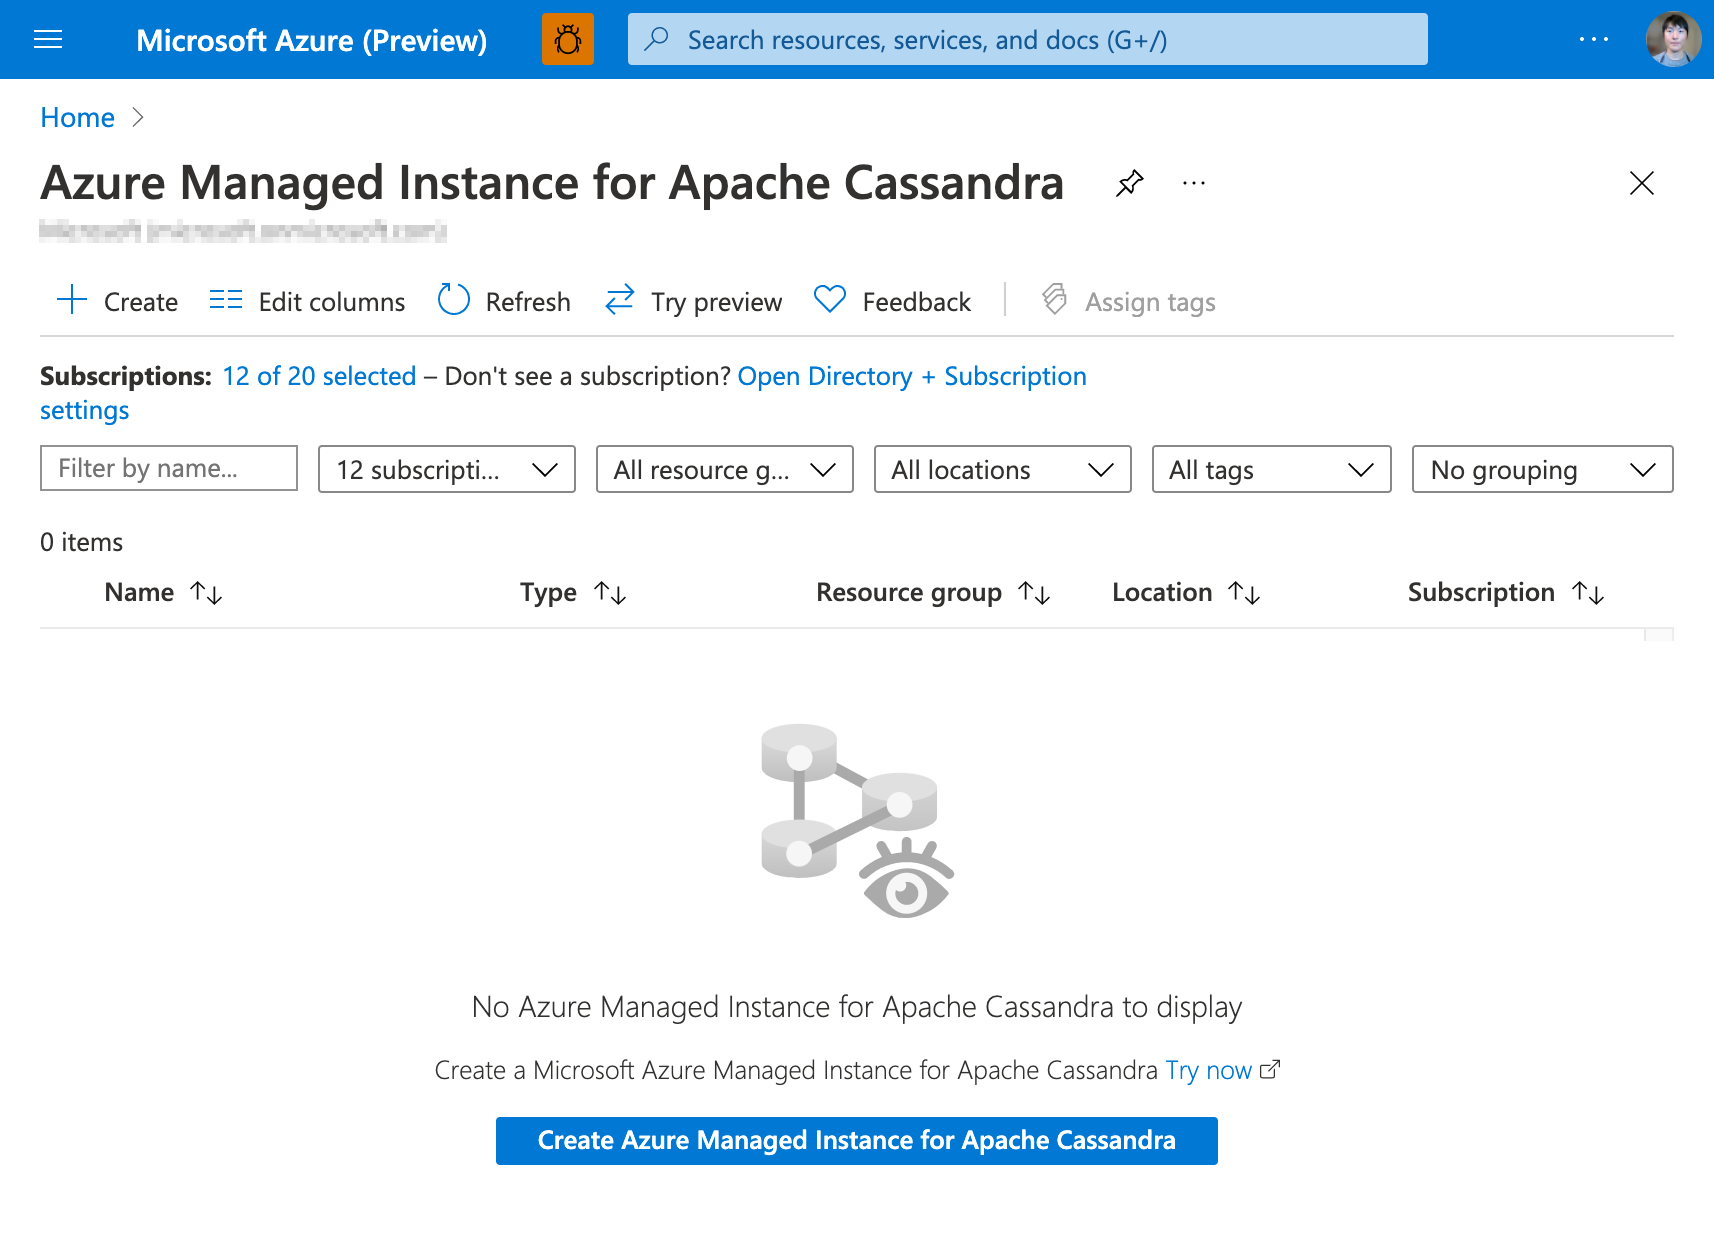 Microsoft Azure (Preview)
Search resources, services, and docs (G+/)
Home
Azure Managed Instance for Apache Cassandra
Create
Edit columns
Refresh
Try preview
Feedback
Assign tags
Subscriptions: 12 of 20 selected – Don't see a subscription? Open Directory + Subscription
settings
Filter by name...
12 subscripti...
All resource g...
All locations
All tags
No grouping
0 items
Name
Type
Resource group
Location
Subscription
No Azure Managed Instance for Apache Cassandra to display
Create a Microsoft Azure Managed Instance for Apache Cassandra Try now
Create Azure Managed Instance for Apache Cassandra